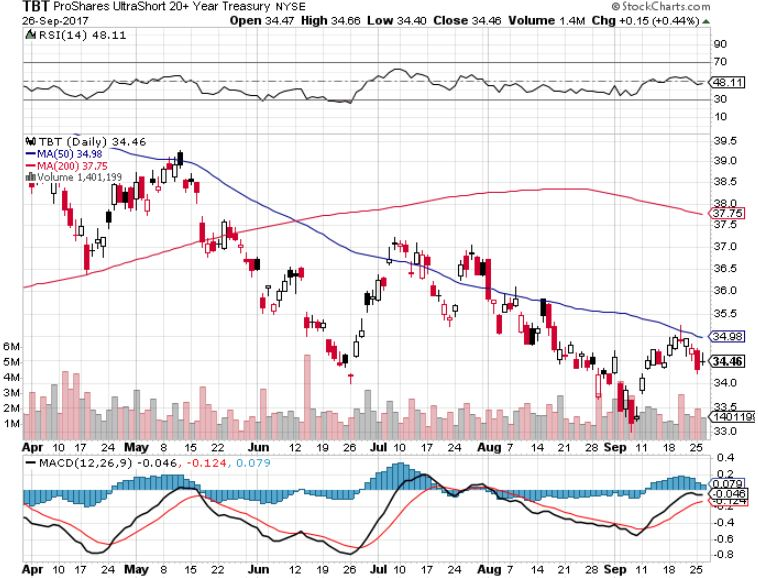 TBT ProShares UltraShort 20+ Year Treasury NYSE © StockCharts.com
26-Sep-2017 Open 34.47 High 34.66 Low 34.40 Close 34.46 Volume 1.4M Chg +0.15 (+0.44%)
RSI(14) 48.11
90
70
48.11
30
10
TBT (Daily) 34.46
MA(50) 34.98
MA(200) 37.75
Volume 1,401,199
39.5
39.0
38.5
38.0
37.75
37.5
37.0
36.5
36.0
35.5
34.98
34.46
34.0
33.5
1401199
33.0
6M
5M
4M
3M
2M
1M
Apr 10 17 24 May 8 15 22 Jun 12 19 26 Jul 10 17 24 Aug 7 14 21 28 Sep 11 18 25
MACD(12,26,9) -0.046, -0.124, 0.079
0.4
0.2
0.079
-0.046
-0.124
-0.4
-0.6
-0.8
Apr 10 17 24 May 8 15 22 Jun 12 19 26 Jul 10 17 24 Aug 7 14 21 28 Sep 11 18 25